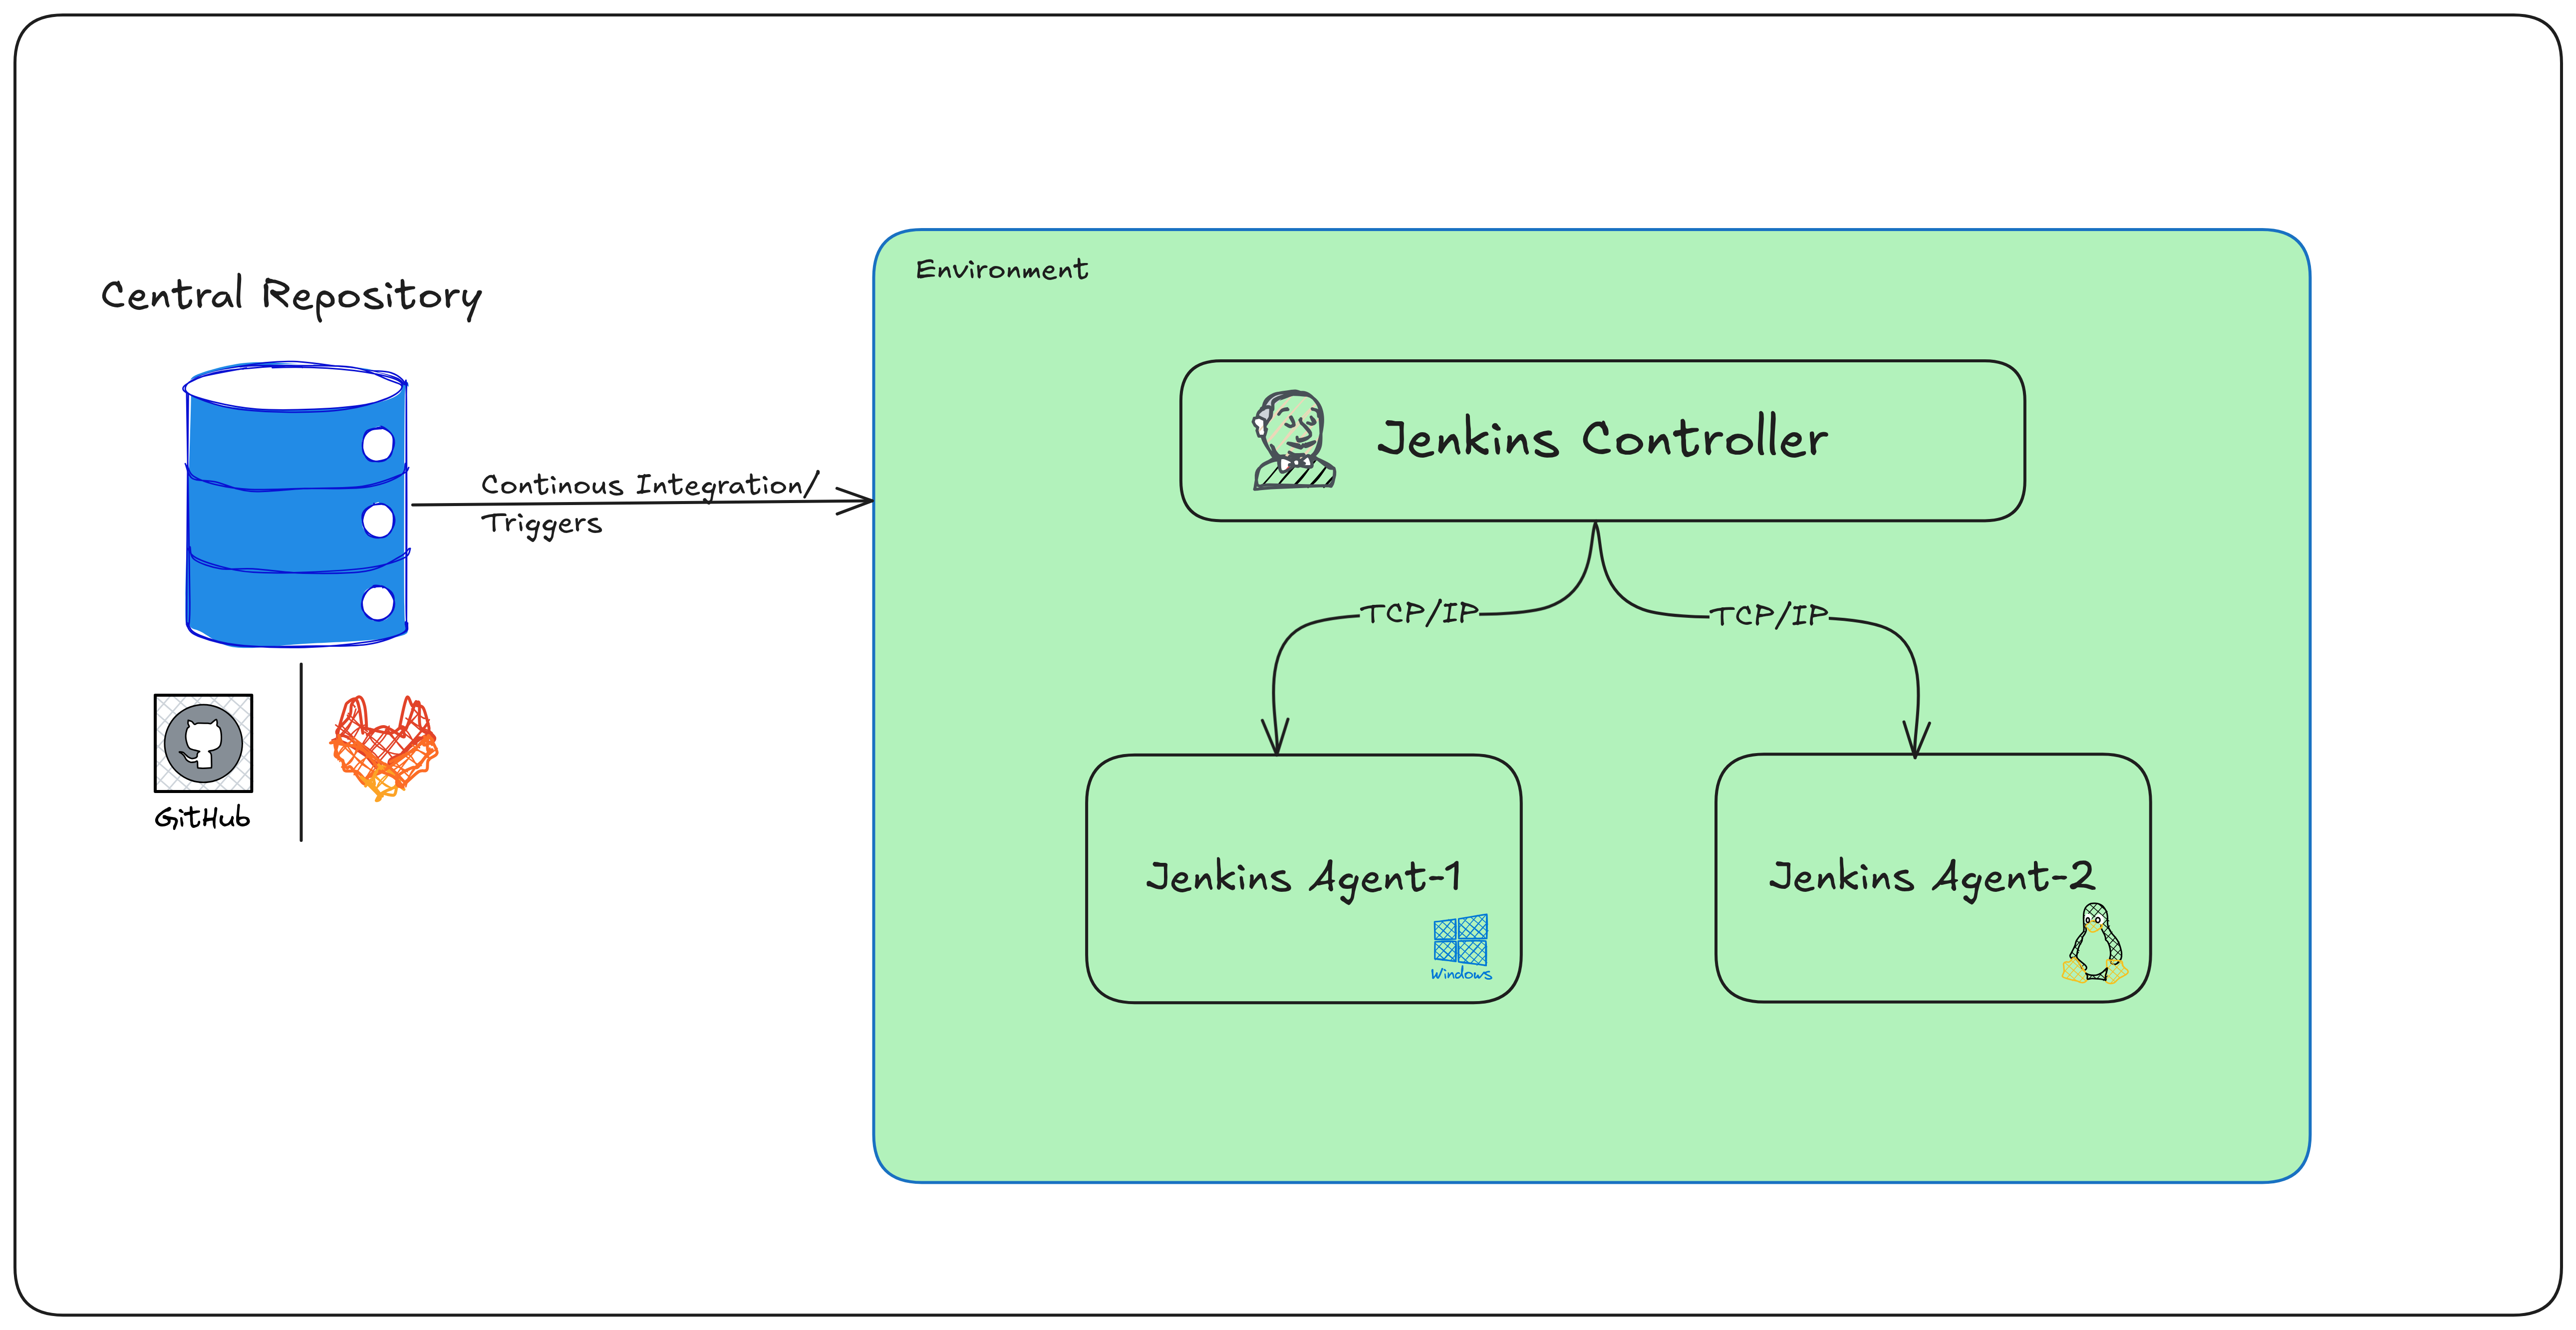 Environment
Central Repository
Jenkins Controller
Continous Integration/
Triggers
TCP/IP
TCP/IP
GitHub
Jenkins Agent-1
Windows
Jenkins Agent-2